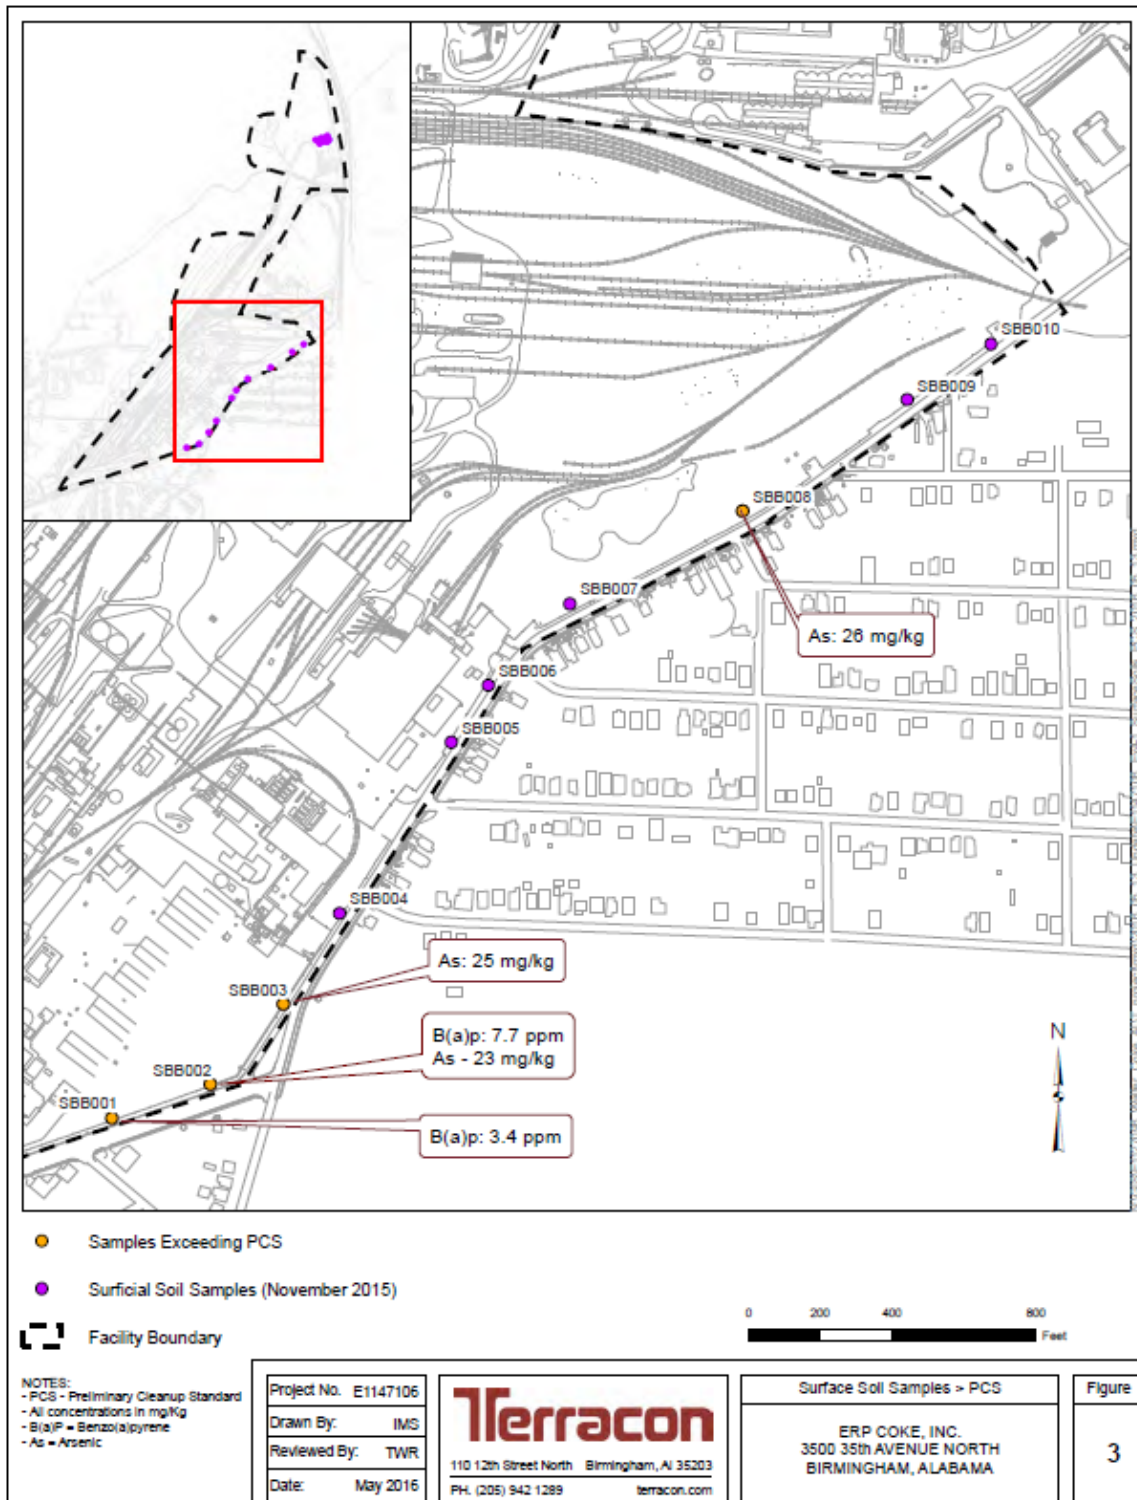 SBB010
SBB009
SBB008
SBB007
As: 26 mg/kg
SBB006
SBB005
SBB004
As: 25 mg/kg
SBB003
B(a)p: 7.7 ppm
As - 23 mg/kg
N
SBB002
SBB001
B(a)p: 3.4 ppm
Samples Exceeding PCS
Surficial Soil Samples (November 2015)
Facility Boundary
0 200 400 800
Feet
NOTES:
- PCS - Preliminary Cleanup Standard
- All concentrations in mg/Kg
- B(a)P = Benzo(a)pyrene
- As = Arsenic
Project No. E1147106
Drawn By: IMS
Reviewed By: TWR
Date: May 2016
Terracon
110 12th Street North Birmingham, Al 35203
PH. (205) 942 1289 terracon.com
Surface Soil Samples > PCS
ERP COKE, INC.
3500 35th AVENUE NORTH
BIRMINGHAM, ALABAMA
Figure
3